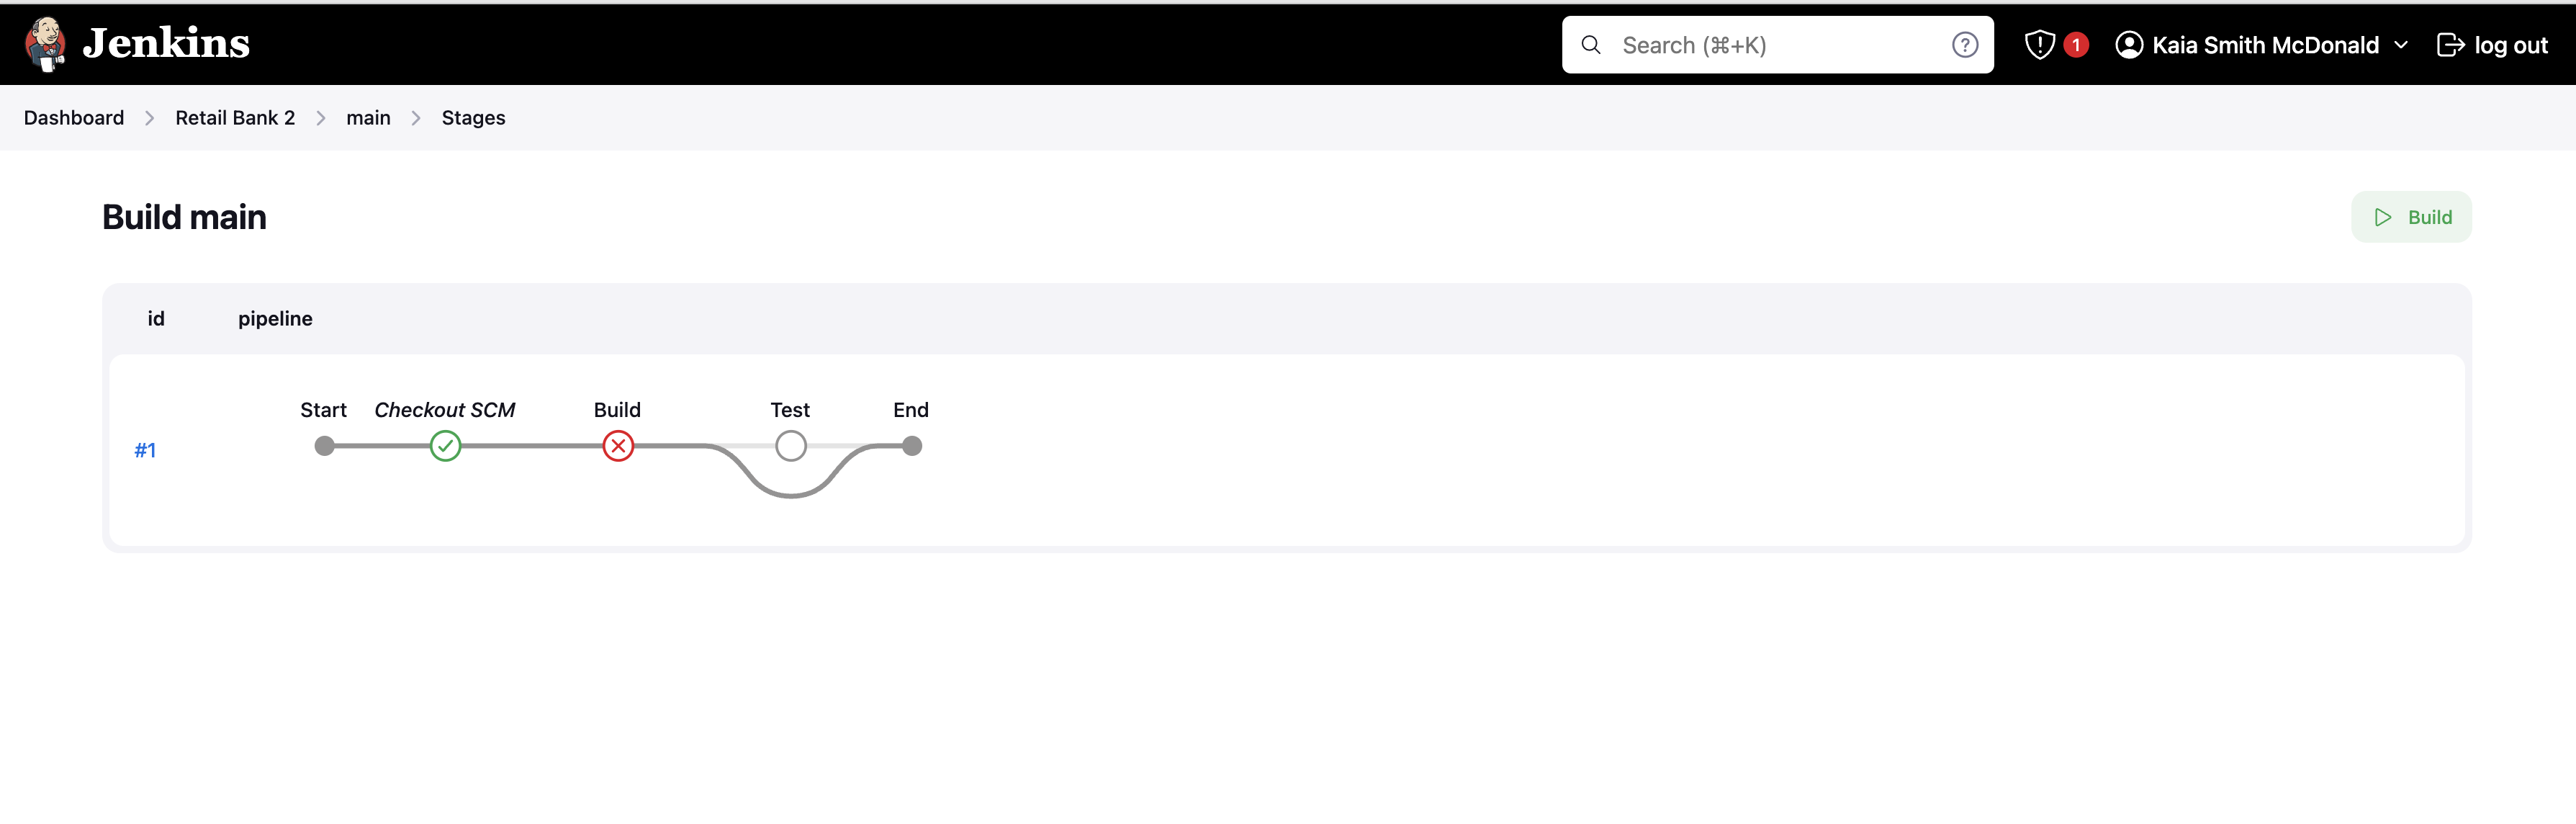 Jenkins
Search (⌘+K)
1
Kaia Smith McDonald
log out
Dashboard
Retail Bank 2
main
Stages
Build main
Build
id
pipeline
#1
Start
Checkout SCM
Build
Test
End